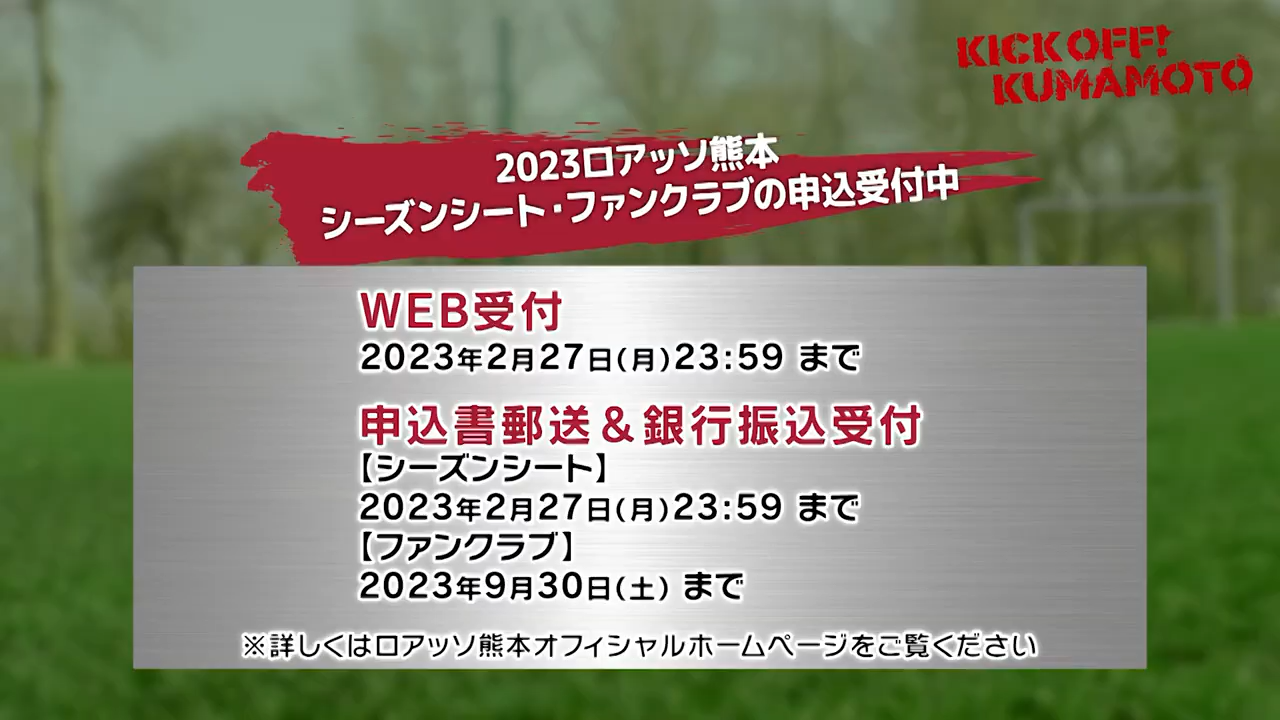 KICK OFF!
KUMAMOTO
2023ロアッソ熊本
シーズンシート・ファンクラブの申込受付中
WEB受付
2023年2月27日(月)23:59 まで
申込書郵送＆銀行振込受付
【シーズンシート】
2023年2月27日(月)23:59 まで
【ファンクラブ】
2023年9月30日(土) まで
※詳しくはロアッソ熊本オフィシャルホームページをご覧ください